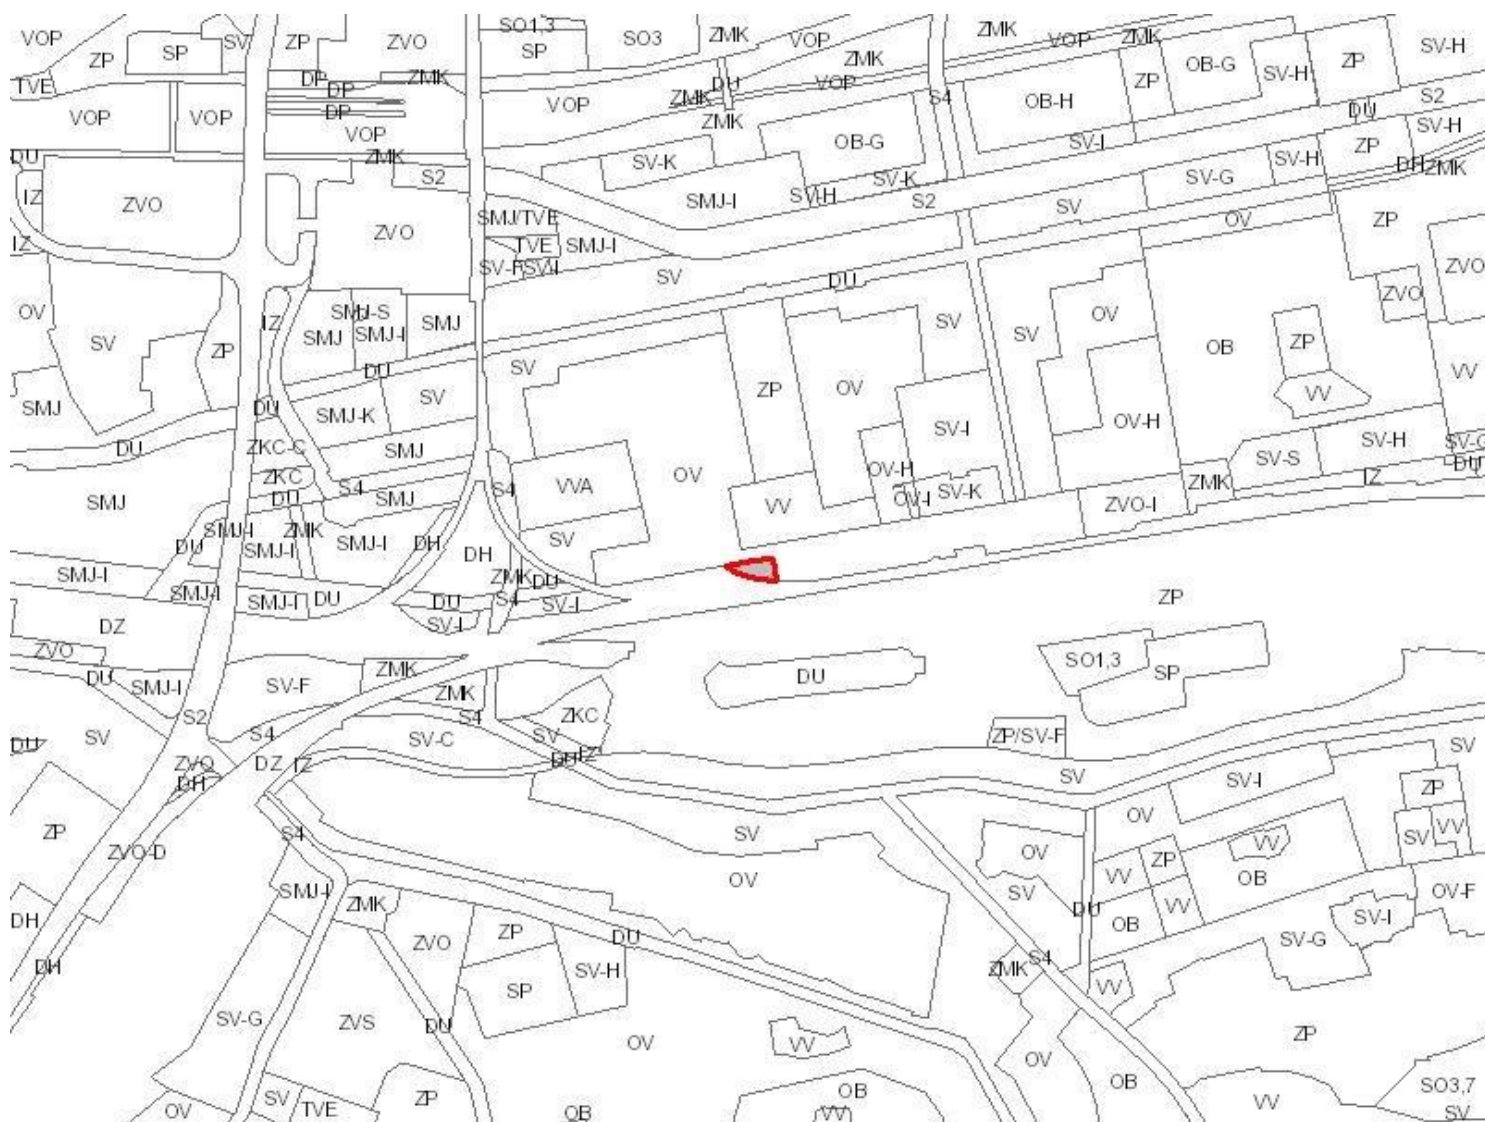 VOP
ZP
SP
SV
ZP
ZVO
SO1,3
SP
SO3
ZMK
VOP
ZMK
ZMK
VOP
ZMK
OB-G
SV-H
ZP
SV-H
TVE
DP
DP
ZMK
DU
VOP
ZP
VOP
VOP
DP
VOP
VOP
ZMK
ZMK
S4
OB-H
SV-I
DU
S2
SV-H
DU
ZMK
S2
SV-K
OB-G
SV-K
SV-H
ZP
DH
ZMK
IZ
ZVO
ZVO
SMJ/TVE
SMJ-I
SV-H
S2
SV
SV-G
OV
ZP
IZ
TVE
SMJ-I
SV
DU
ZVO
ZVO
OV
SV
ZP
IZ
SMJ
SMJ-S
SMJ-I
SMJ
SV
SV
OV
OB
ZP
DU
SV
ZP
OV
VV
VV
SMJ
DU
SMJ-K
SV
SV-I
OV-H
DU
ZKC-C
SMJ
SV-H
ZKC
S4
VVA
OV
OV-H
SV-S
DU
IZ
SMJ
DU
SMJ
S4
VV
OV-I
SV-K
ZVO-I
ZMK
SMJ-I
ZMK
SMJ-I
DH
SV
DU
SMJ-I
DH
SMJ-I
ZMK
DU
SMJ-I
SMJ-I
DU
DU
S4
SV-I
ZP
DZ
SV-I
ZVO
DU
SMJ-I
SV-F
ZMK
ZMK
DU
SO1,3
SP
S2
S4
S4
ZKC
DU
SV
SV-C
SV
DU
IZ
ZP/SV-F
SV
ZVO
DH
DZ
IZ
SV
SV-I
ZP
ZP
S4
SV
OV
SV
VV
ZVO-D
OV
ZP
VV
VV
OB
SMJ-I
ZMK
OV
SV
DU
OB
VV
OV-F
SV-I
DH
ZVO
ZP
DU
SV-G
DH
SP
SV-H
ZMK
S4
VV
SV-G
ZVS
DU
OV
VV
OV
ZP
OV
SV
TVE
ZP
OB
OB
VV
OB
VV
SO3,7
SV